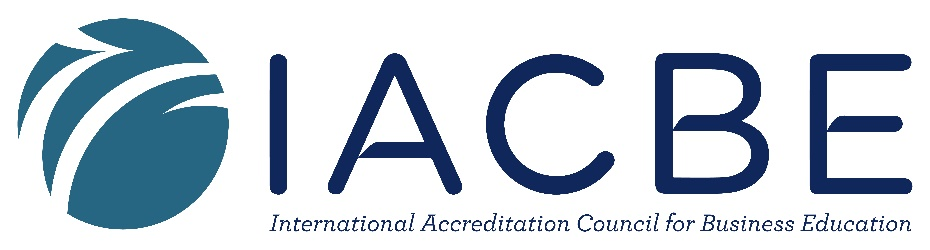 IACBE
International Accreditation Council for Business Education